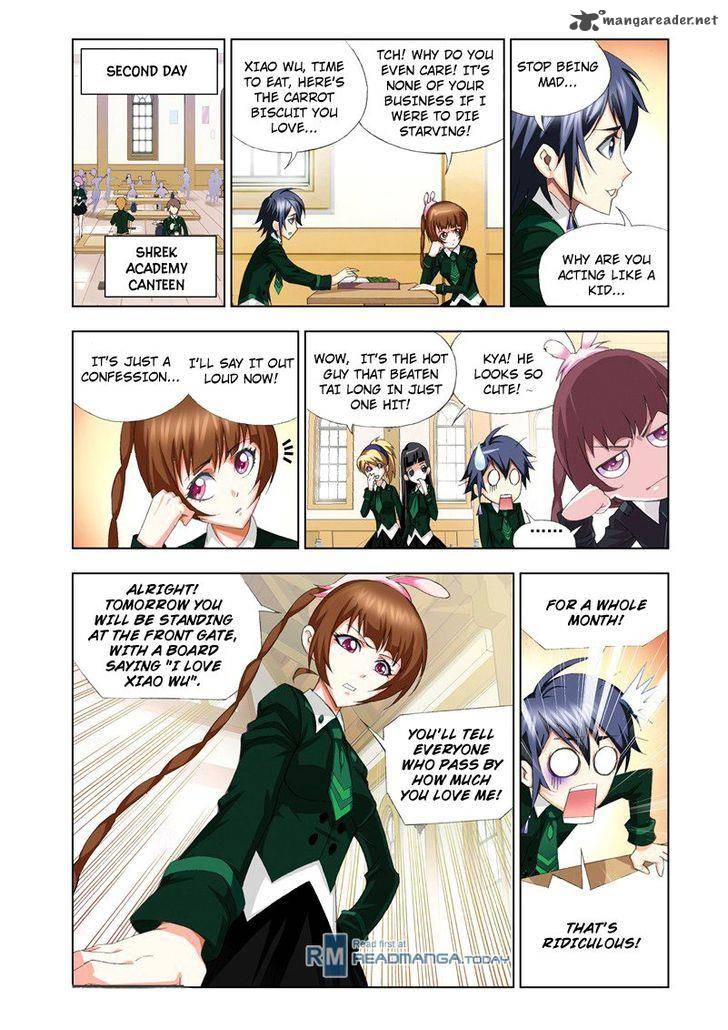 mangareader.net
SECOND DAY
SHREK
ACADEMY
CANTEEN
XIAO WU, TIME
TO EAT, HERE'S
THE CARROT
BISCUIT YOU
LOVE...
TCH! WHY DO YOU
EVEN CARE! IT'S
NONE OF YOUR
BUSINESS IF I
WERE TO DIE
STARVING!
STOP BEING
MAD...
WHY ARE YOU
ACTING LIKE A
KID...
IT'S JUST A
CONFESSION...
I'LL SAY IT OUT
LOUD NOW!
WOW, IT'S THE HOT
GUY THAT BEATEN
TAI LONG IN JUST
ONE HIT!
KYA! HE
LOOKS SO
CUTE! ~
......
ALRIGHT!
TOMORROW YOU
WILL BE STANDING
AT THE FRONT GATE,
WITH A BOARD
SAYING "I LOVE
XIAO WU".
YOU'LL TELL
EVERYONE
WHO PASS BY
HOW MUCH
YOU LOVE ME!
FOR A WHOLE
MONTH!
THAT'S
RIDICULOUS!
RM Read first at
READMANGA.TODAY